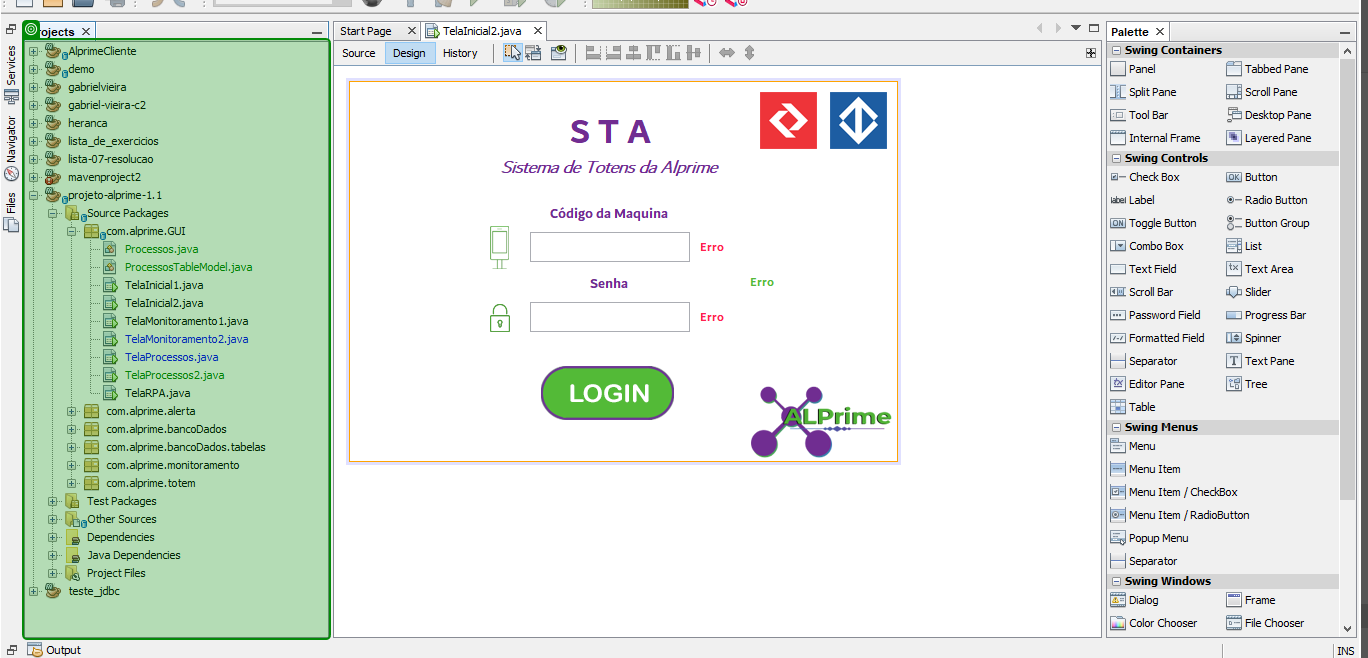 ojects
AlprimeCliente
demo
gabrielvieira
gabriel-vieira-c2
heranca
lista_de_exercicios
lista-07-resolucao
mavenproject2
projeto-alprime-1.1
Source Packages
com.alprime.GUI
Processos.java
ProcessosTableModel.java
TelaInicial1.java
TelaInicial2.java
TelaMonitoramento1.java
TelaMonitoramento2.java
TelaProcessos.java
TelaProcessos2.java
TelaRPA.java
com.alprime.alerta
com.alprime.bancoDados
com.alprime.bancoDados.tabelas
com.alprime.monitoramento
com.alprime.totem
Test Packages
Other Sources
Dependencies
Java Dependencies
Project Files
teste_jdbc
Services
Navigator
Files
Start Page TelaInicial2.java
Source Design History
STA
Sistema de Totens da Alprime
Código da Maquina
Erro
Senha
Erro
Erro
LOGIN
ALPrime
Palette
Swing Containers
Panel Tabbed Pane
Split Pane Scroll Pane
Tool Bar Desktop Pane
Internal Frame Layered Pane
Swing Controls
Check Box OK Button
label Label Radio Button
ON Toggle Button Button Group
Combo Box List
Text Field Text Area
Scroll Bar Slider
Password Field Progress Bar
Formatted Field Spinner
Separator T Text Pane
Editor Pane Tree
Table
Swing Menus
Menu
Menu Item
Menu Item / CheckBox
Menu Item / RadioButton
Popup Menu
Separator
Swing Windows
Dialog Frame
Color Chooser File Chooser
Output
INS